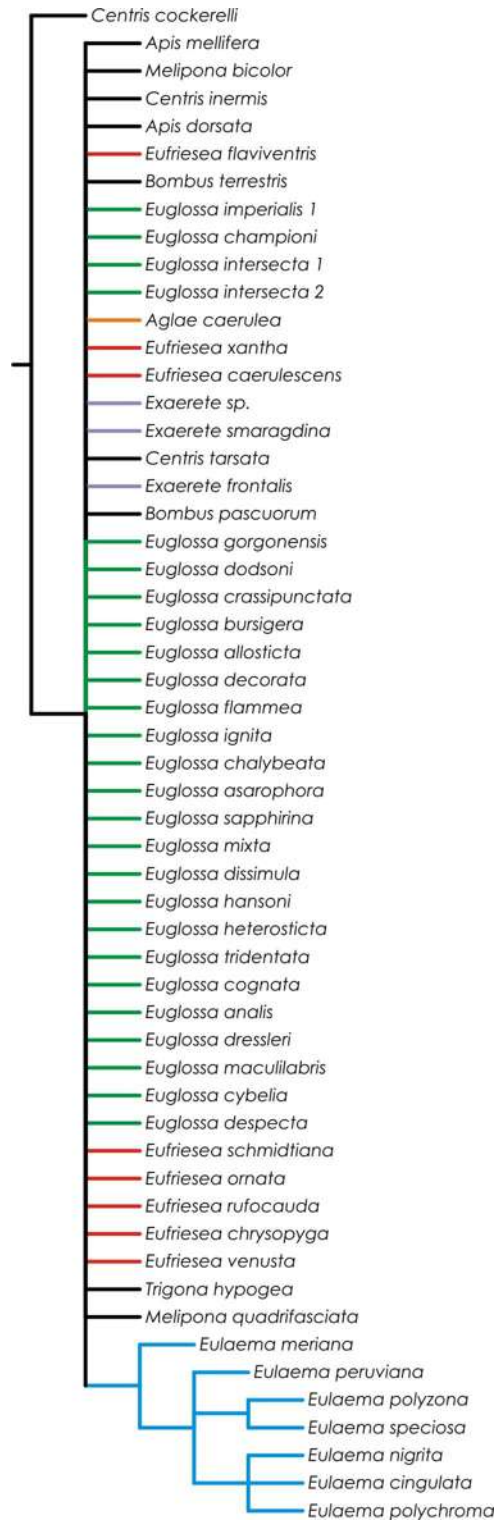 Centris cockerelli
Apis mellifera
Melipona bicolor
Centris inermis
Apis dorsata
Eufriesea flaviventris
Bombus terrestris
Euglossa imperialis 1
Euglossa championi
Euglossa intersecta 1
Euglossa intersecta 2
Aglae caerulea
Eufriesea xantha
Eufriesea caerulescens
Exaerete sp.
Exaerete smaragdina
Centris tarsata
Exaerete frontalis
Bombus pascuorum
Euglossa gorgonensis
Euglossa dodsoni
Euglossa crassipunctata
Euglossa bursigera
Euglossa allosticta
Euglossa decorata
Euglossa flammea
Euglossa ignita
Euglossa chalybeata
Euglossa asarophora
Euglossa sapphirina
Euglossa mixta
Euglossa dissimula
Euglossa hansoni
Euglossa heterosticta
Euglossa tridentata
Euglossa cognata
Euglossa analis
Euglossa dressleri
Euglossa maculilabris
Euglossa cybelia
Euglossa despecta
Eufriesea schmidtiana
Eufriesea ornata
Eufriesea rufocauda
Eufriesea chrysopyga
Eufriesea venusta
Trigona hypogea
Melipona quadrifasciata
Eulaema meriana
Eulaema peruviana
Eulaema polyzona
Eulaema speciosa
Eulaema nigrita
Eulaema cingulata
Eulaema polychroma